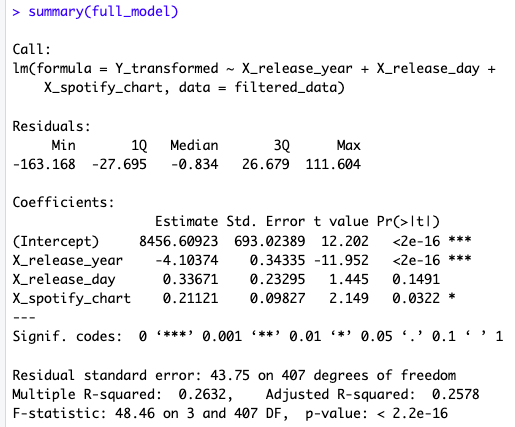 > summary(full_model)
Call:
lm(formula = Y_transformed ~ X_release_year + X_release_day +
    X_spotify_chart, data = filtered_data)
Residuals:
     Min       1Q   Median       3Q      Max
-163.168  -27.695   -0.834   26.679  111.604
Coefficients:
                  Estimate Std. Error t value Pr(>|t|)
(Intercept)     8456.60923  693.02389  12.202   <2e-16 ***
X_release_year    -4.10374    0.34335 -11.952   <2e-16 ***
X_release_day      0.33671    0.23295   1.445   0.1491
X_spotify_chart    0.21121    0.09827   2.149   0.0322 *
---
Signif. codes:  0 ‘***’ 0.001 ‘**’ 0.01 ‘*’ 0.05 ‘.’ 0.1 ‘ ’ 1
Residual standard error: 43.75 on 407 degrees of freedom
Multiple R-squared:  0.2632,    Adjusted R-squared:  0.2578
F-statistic: 48.46 on 3 and 407 DF,  p-value: < 2.2e-16